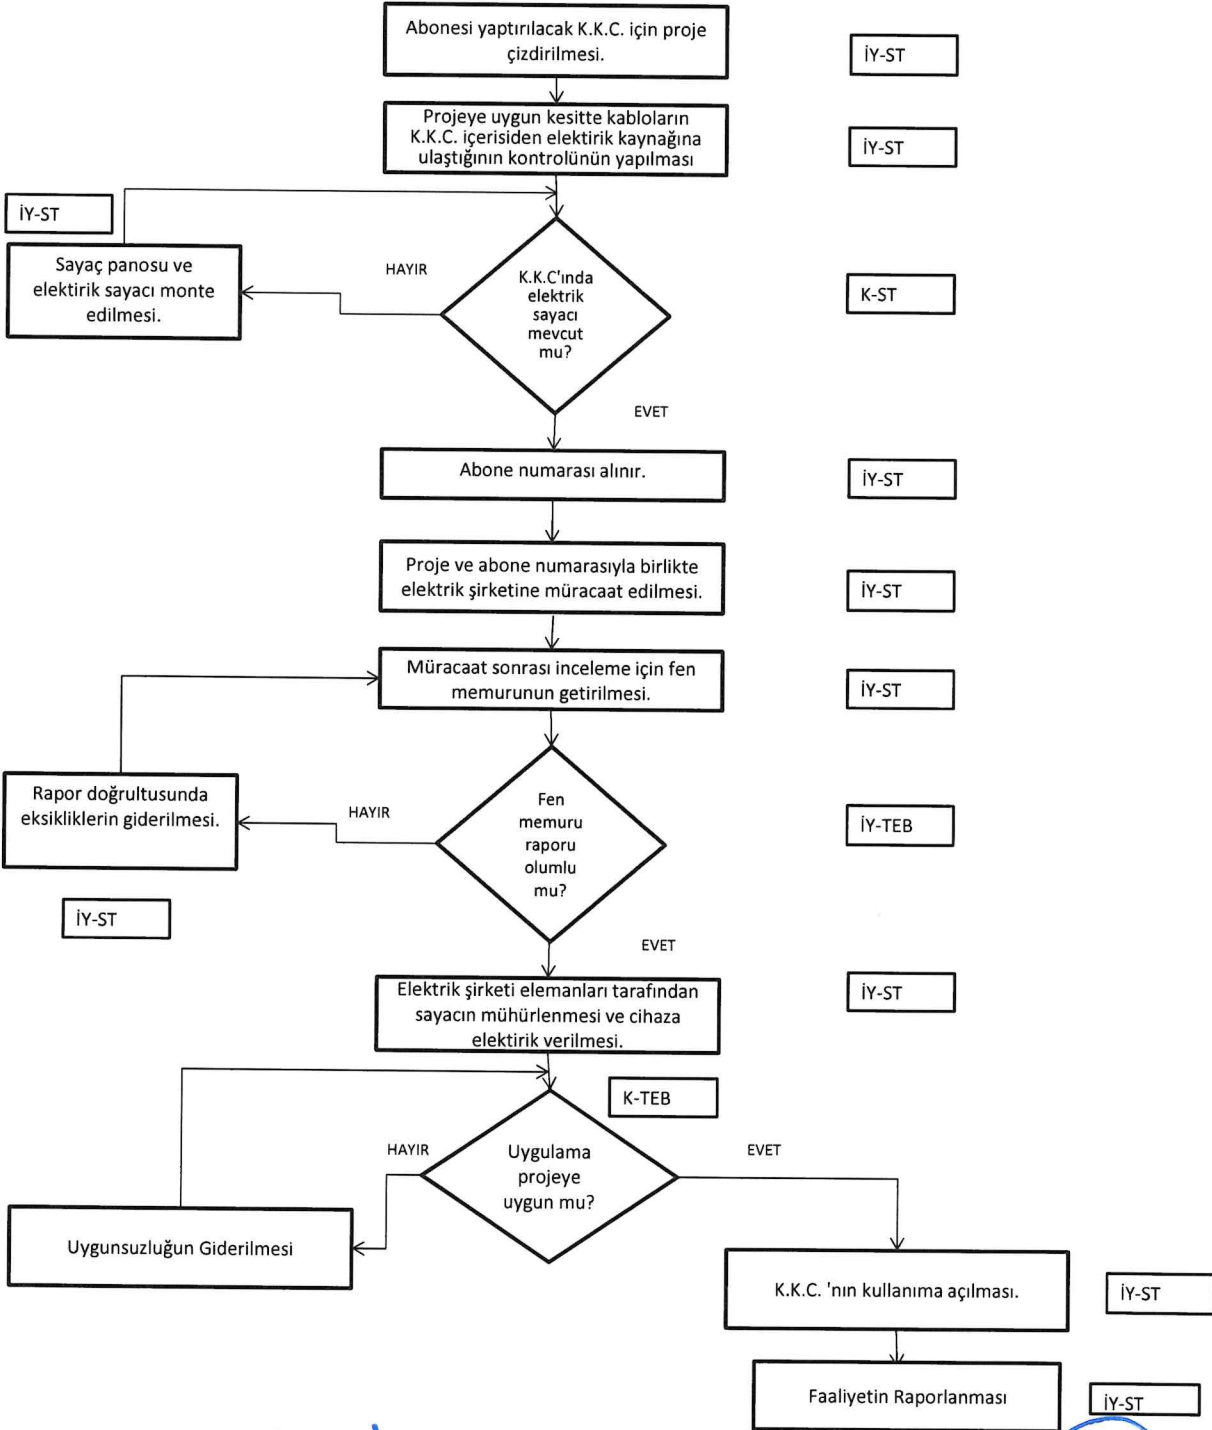 Abonesi yaptırılacak K.K.C. için proje
çizdirilmesi.
İY-ST
Projeye uygun kesitte kabloların
K.K.C. içerisiden elektirik kaynağına
ulaştığının kontrolünün yapılması
İY-ST
İY-ST
Sayaç panosu ve
elektirik sayacı monte
edilmesi.
HAYIR
K.K.C'ında
elektrik
sayacı
mevcut
mu?
K-ST
EVET
Abone numarası alınır.
İY-ST
Proje ve abone numarasıyla birlikte
elektrik şirketine müracaat edilmesi.
İY-ST
Müracaat sonrası inceleme için fen
memurunun getirilmesi.
İY-ST
Rapor doğrultusunda
eksikliklerin giderilmesi.
HAYIR
Fen
memuru
raporu
olumlu
mu?
İY-TEB
İY-ST
EVET
Elektrik şirketi elemanları tarafından
sayacın mühürlenmesi ve cihaza
elektirik verilmesi.
İY-ST
K-TEB
HAYIR
Uygulama
projeye
uygun mu?
EVET
Uygunsuzluğun Giderilmesi
K.K.C. 'nın kullanıma açılması.
İY-ST
Faaliyetin Raporlanması
İY-ST